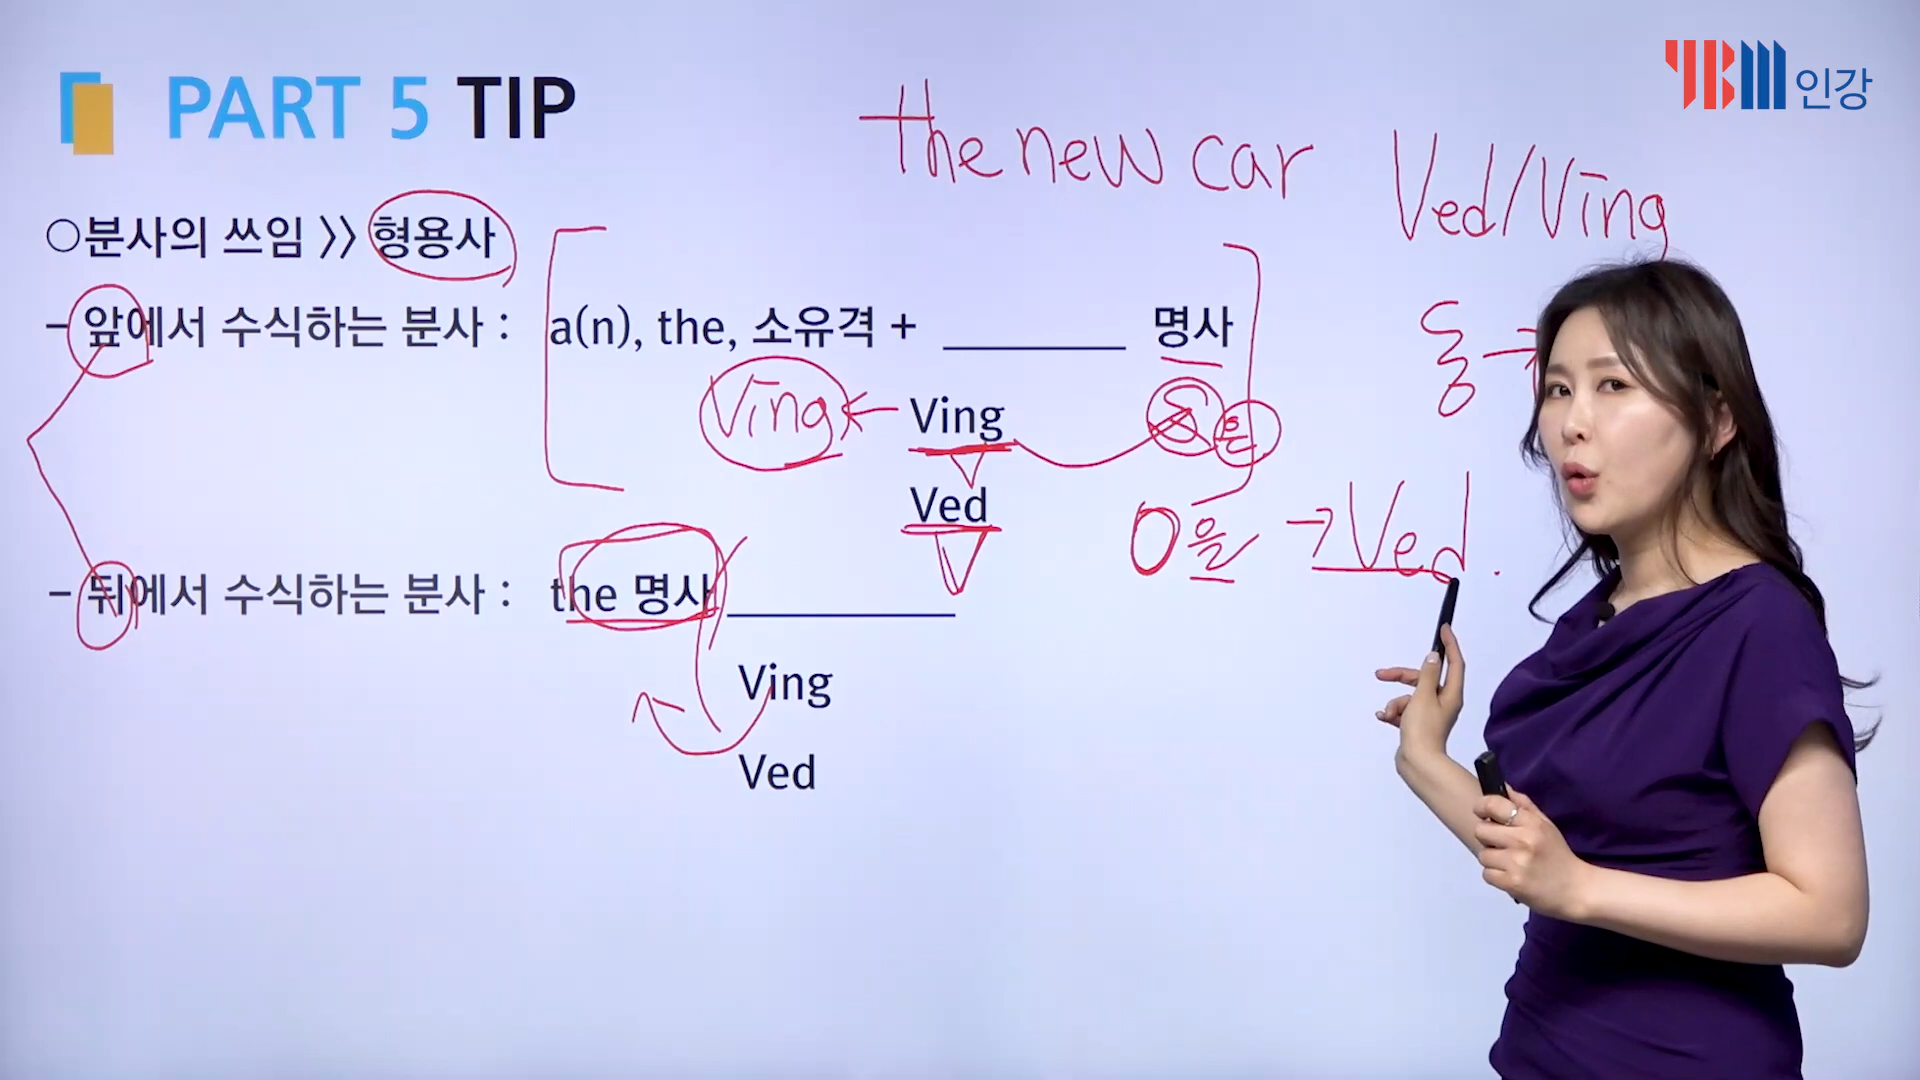 YBM 인강
PART 5 TIP
the new car
Ved/Ving
○분사의 쓰임 >> 형용사
- 앞에서 수식하는 분사 : a(n), the, 소유격 + ________ 명사
동→
Ving ← Ving S 은
Ved
O을 → Ved.
- 뒤에서 수식하는 분사 : the 명사 ________
Ving
Ved